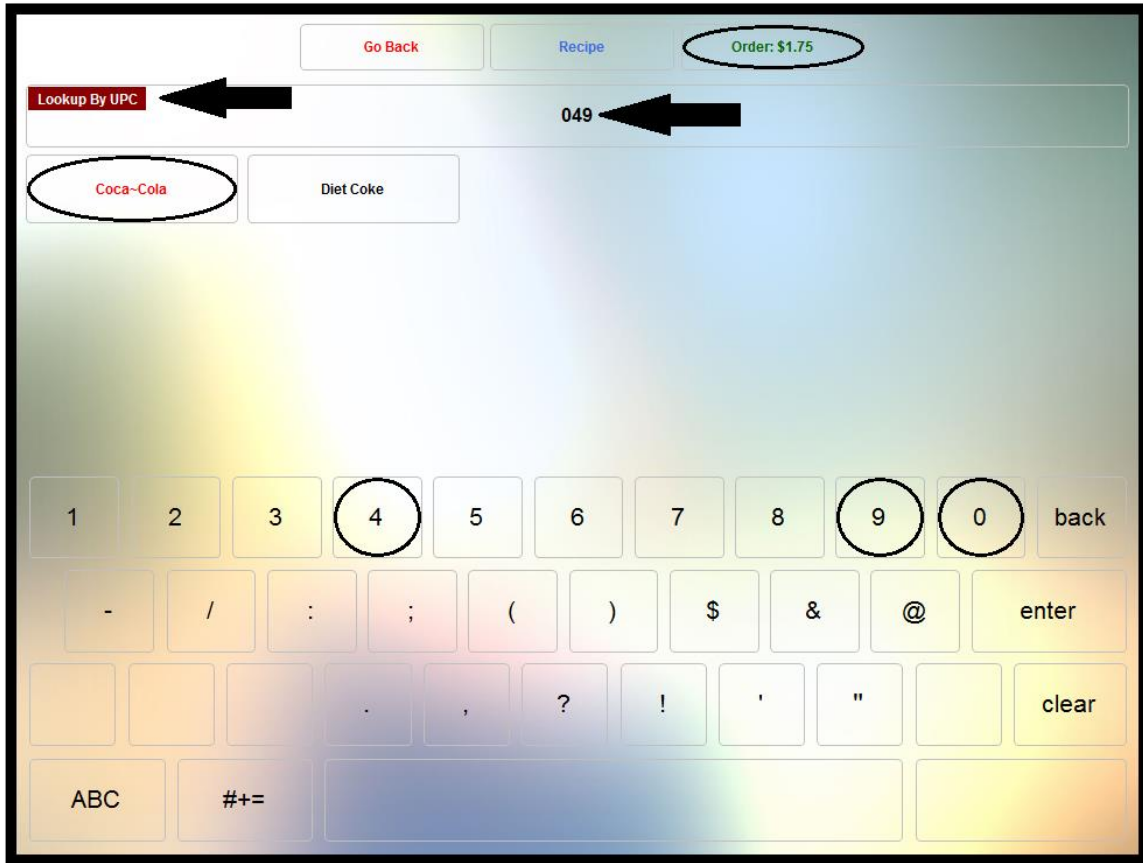 Go Back Recipe Order: $1.75
Lookup By UPC
049
Coca~Cola Diet Coke
1 2 3 4 5 6 7 8 9 0 back
- / : ; ( ) $ & @ enter
. , ? ! ' " clear
ABC #+=